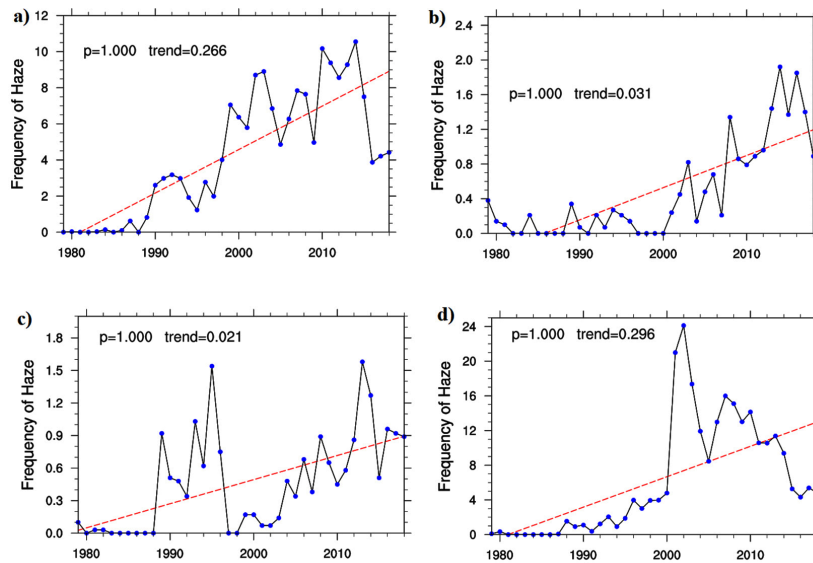 a)
Frequency of Haze
p=1.000 trend=0.266
12
10
8
6
4
2
0
1980 1990 2000 2010
b)
Frequency of Haze
p=1.000 trend=0.031
2.4
2.0
1.6
1.2
0.8
0.4
0.0
1980 1990 2000 2010
c)
Frequency of Haze
p=1.000 trend=0.021
1.8
1.5
1.2
0.9
0.6
0.3
0.0
1980 1990 2000 2010
d)
Frequency of Haze
p=1.000 trend=0.296
24
20
16
12
8
4
0
1980 1990 2000 2010